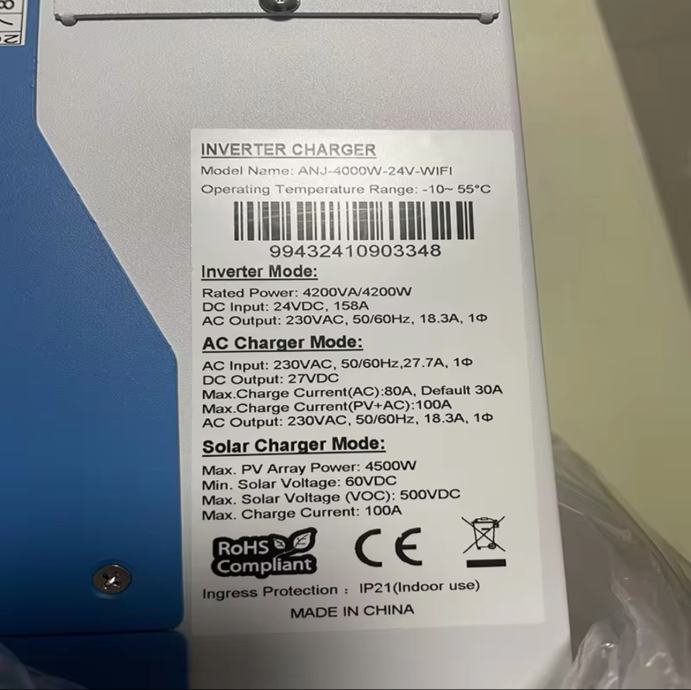 INVERTER CHARGER
Model Name: ANJ-4000W-24V-WIFI
Operating Temperature Range: -10~ 55°C
99432410903348
Inverter Mode:
Rated Power: 4200VA/4200W
DC Input: 24VDC, 158A
AC Output: 230VAC, 50/60Hz, 18.3A, 1Φ
AC Charger Mode:
AC Input: 230VAC, 50/60Hz,27.7A, 1Φ
DC Output: 27VDC
Max.Charge Current(AC):80A, Default 30A
Max.Charge Current(PV+AC):100A
AC Output: 230VAC, 50/60Hz, 18.3A, 1Φ
Solar Charger Mode:
Max. PV Array Power: 4500W
Min. Solar Voltage: 60VDC
Max. Solar Voltage (VOC): 500VDC
Max. Charge Current: 100A
RoHS
Compliant
CE
Ingress Protection : IP21(Indoor use)
MADE IN CHINA